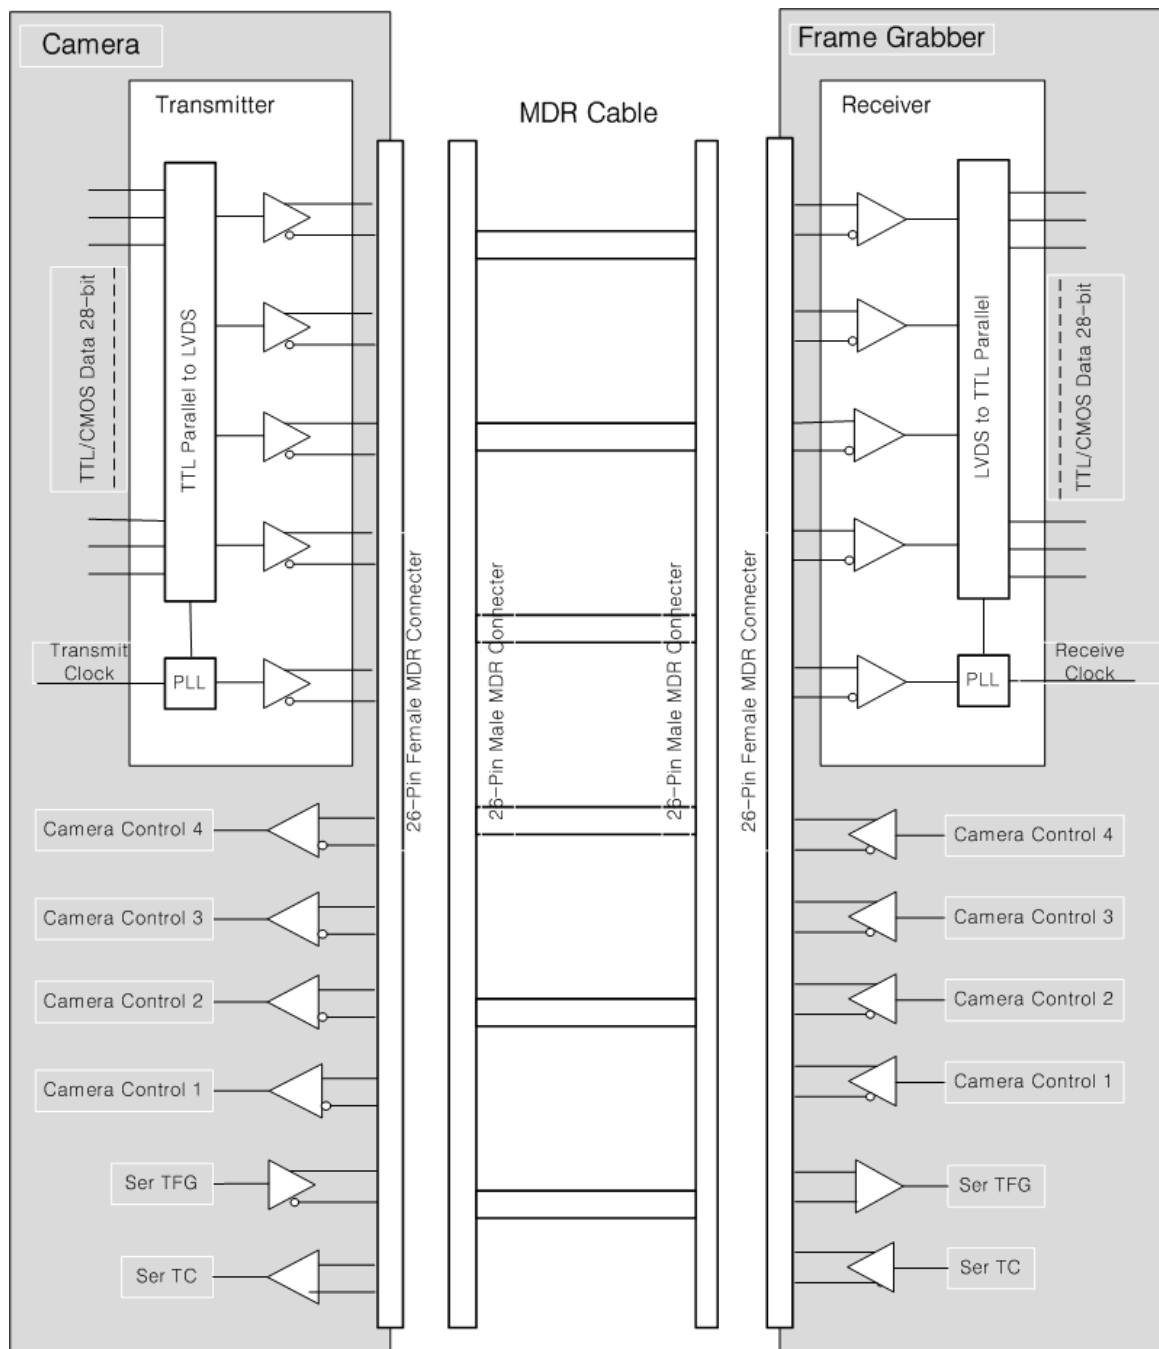 Camera
Frame Grabber
Transmitter
MDR Cable
Receiver
TTL/CMOS Data 28-bit
TTL Parallel to LVDS
LVDS to TTL Parallel
TTL/CMOS Data 28-bit
26-Pin Female MDR Connecter
26-Pin Male MDR Connecter
26-Pin Male MDR Connecter
26-Pin Female MDR Connecter
Transmit
Clock
PLL
PLL
Receive
Clock
Camera Control 4
Camera Control 4
Camera Control 3
Camera Control 3
Camera Control 2
Camera Control 2
Camera Control 1
Camera Control 1
Ser TFG
Ser TFG
Ser TC
Ser TC